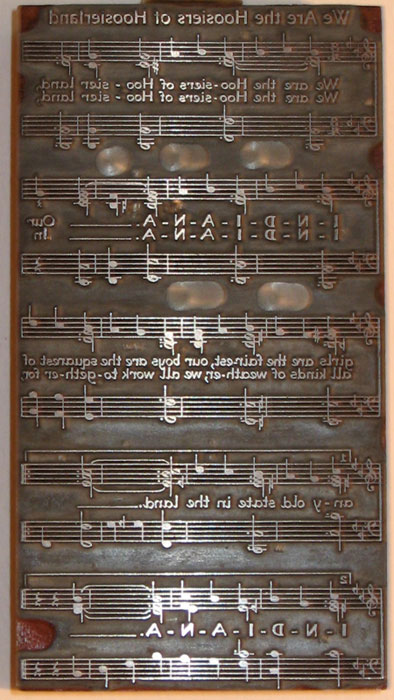 We Are the Hoosiers of Hoosierland
We are the Hoo-siers of Hoo - sier - land,
We are the Hoo-siers of Hoo - sier land,
I - N - D - I - A - N - A. Our
I - N - D - I - A - N - A. In
girls are the fair-est, our boys are the squarest of
all kinds of weath-er, we all work to-geth-er, for
1.
an - y old state in the land.
2.
I - N - D - I - A - N - A.